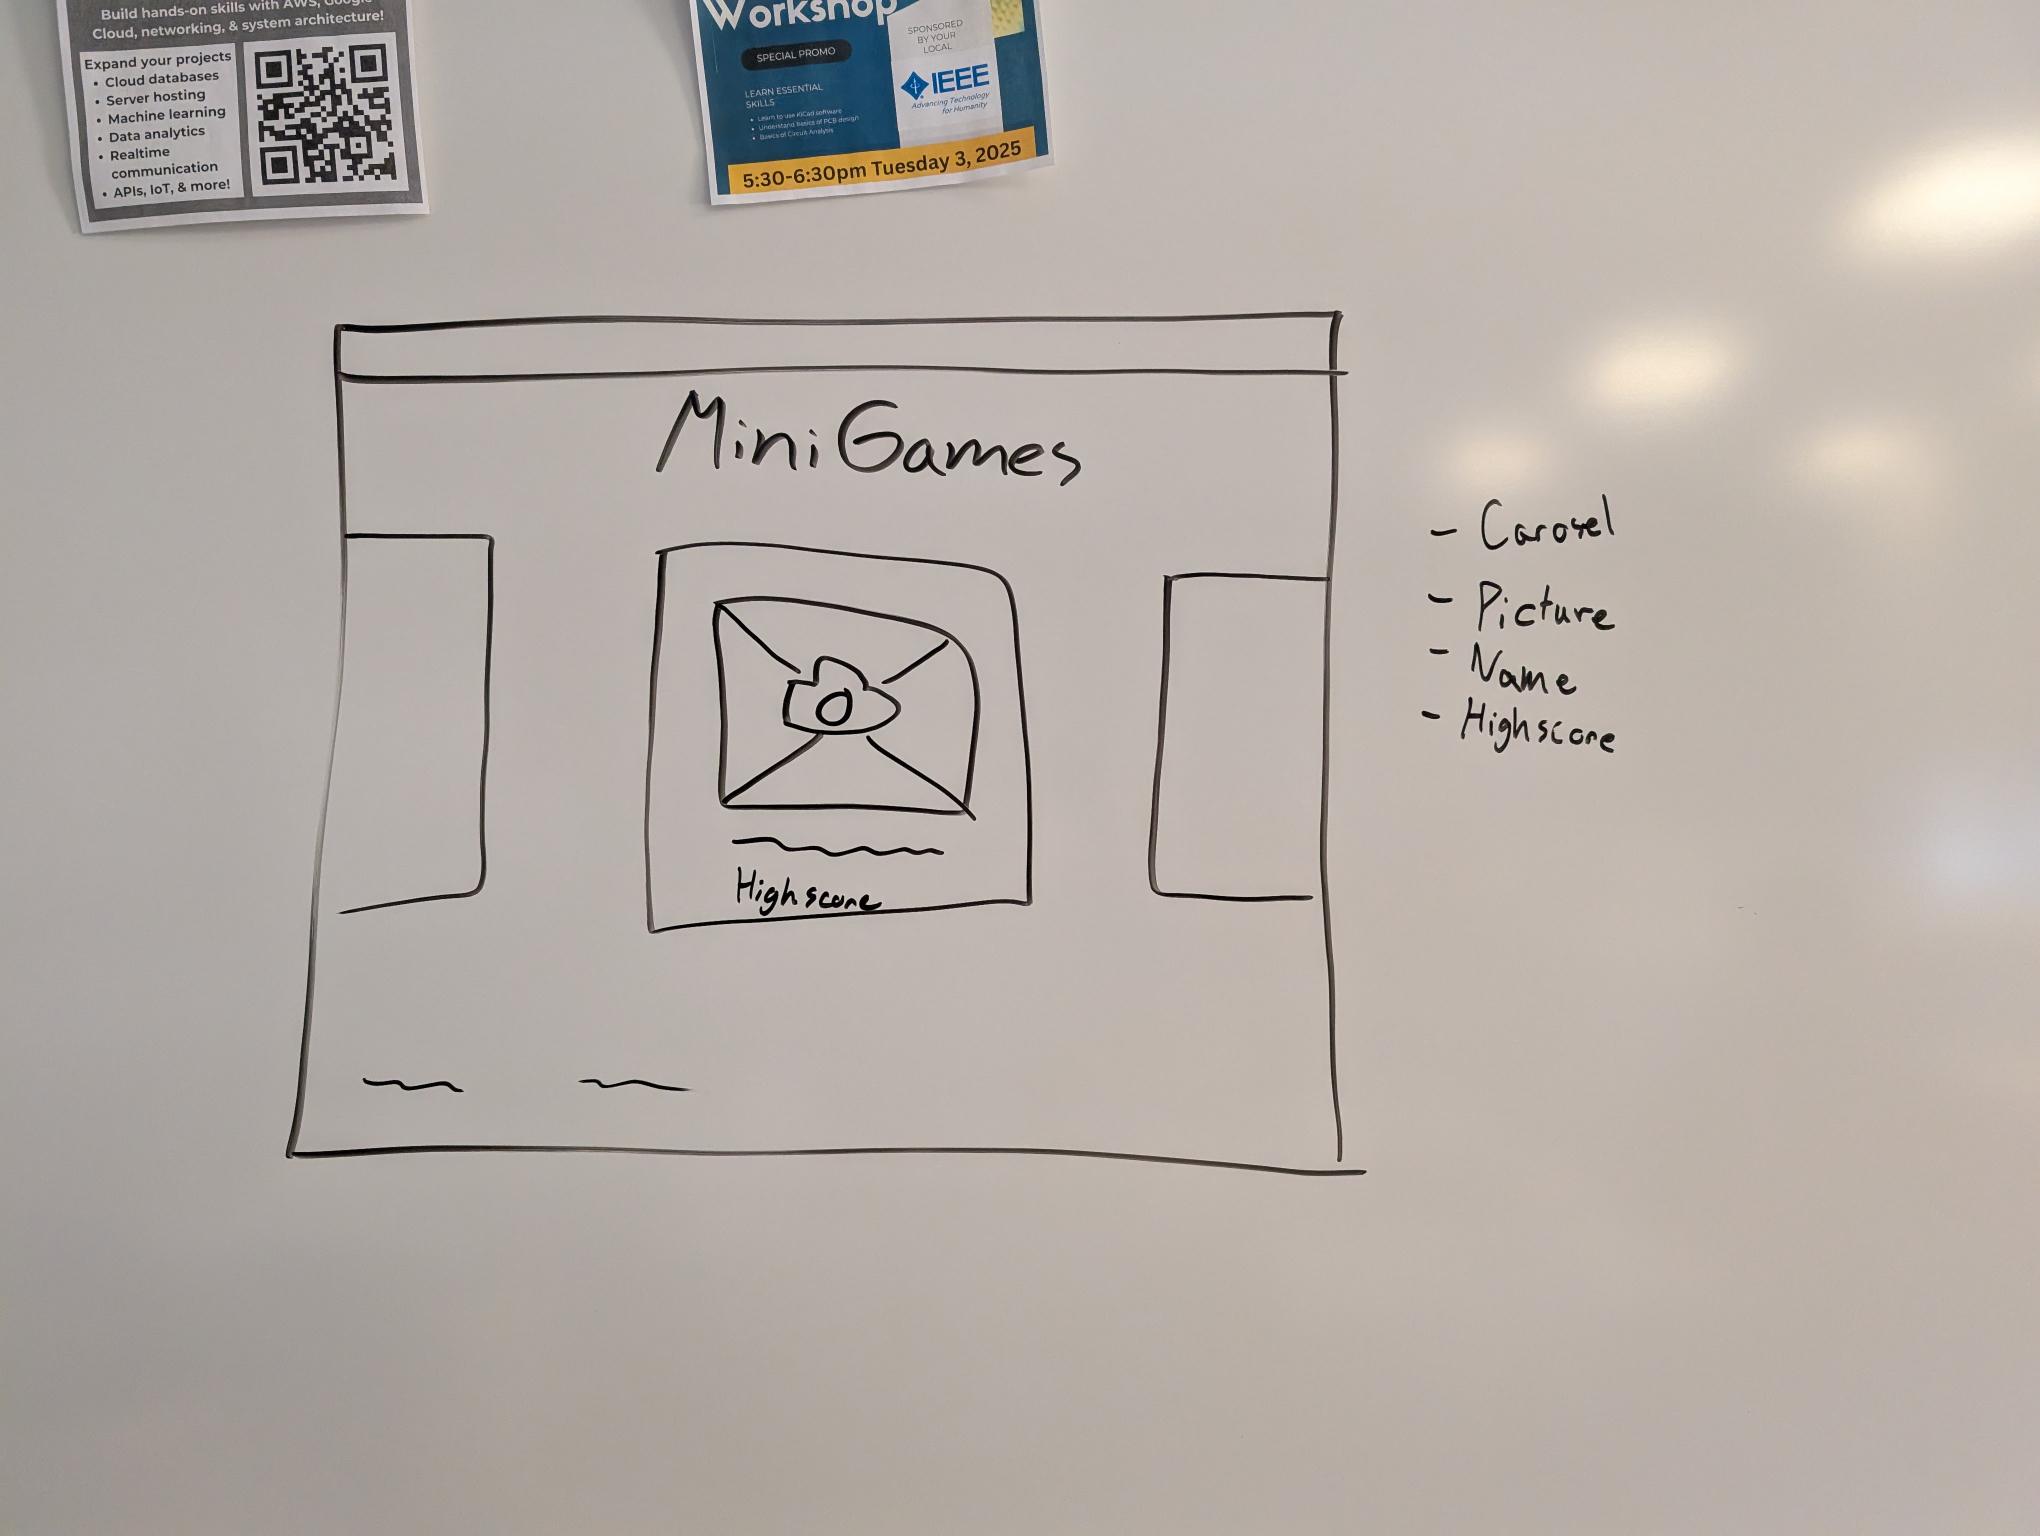 Build hands-on skills with AWS, Google
Cloud, networking, & system architecture!
Expand your projects
• Cloud databases
• Server hosting
• Machine learning
• Data analytics
• Realtime
communication
• APIs, IoT, & more!
Workshop
SPECIAL PROMO
SPONSORED
BY YOUR
LOCAL
IEEE
Advancing Technology
for Humanity
LEARN ESSENTIAL
SKILLS
• Learn to use KiCad software
• Understand basics of PCB design
• Basics of Circuit Analysis
5:30-6:30pm Tuesday 3, 2025
Mini Games
Highscore
- Carosel
- Picture
- Name
- Highscore